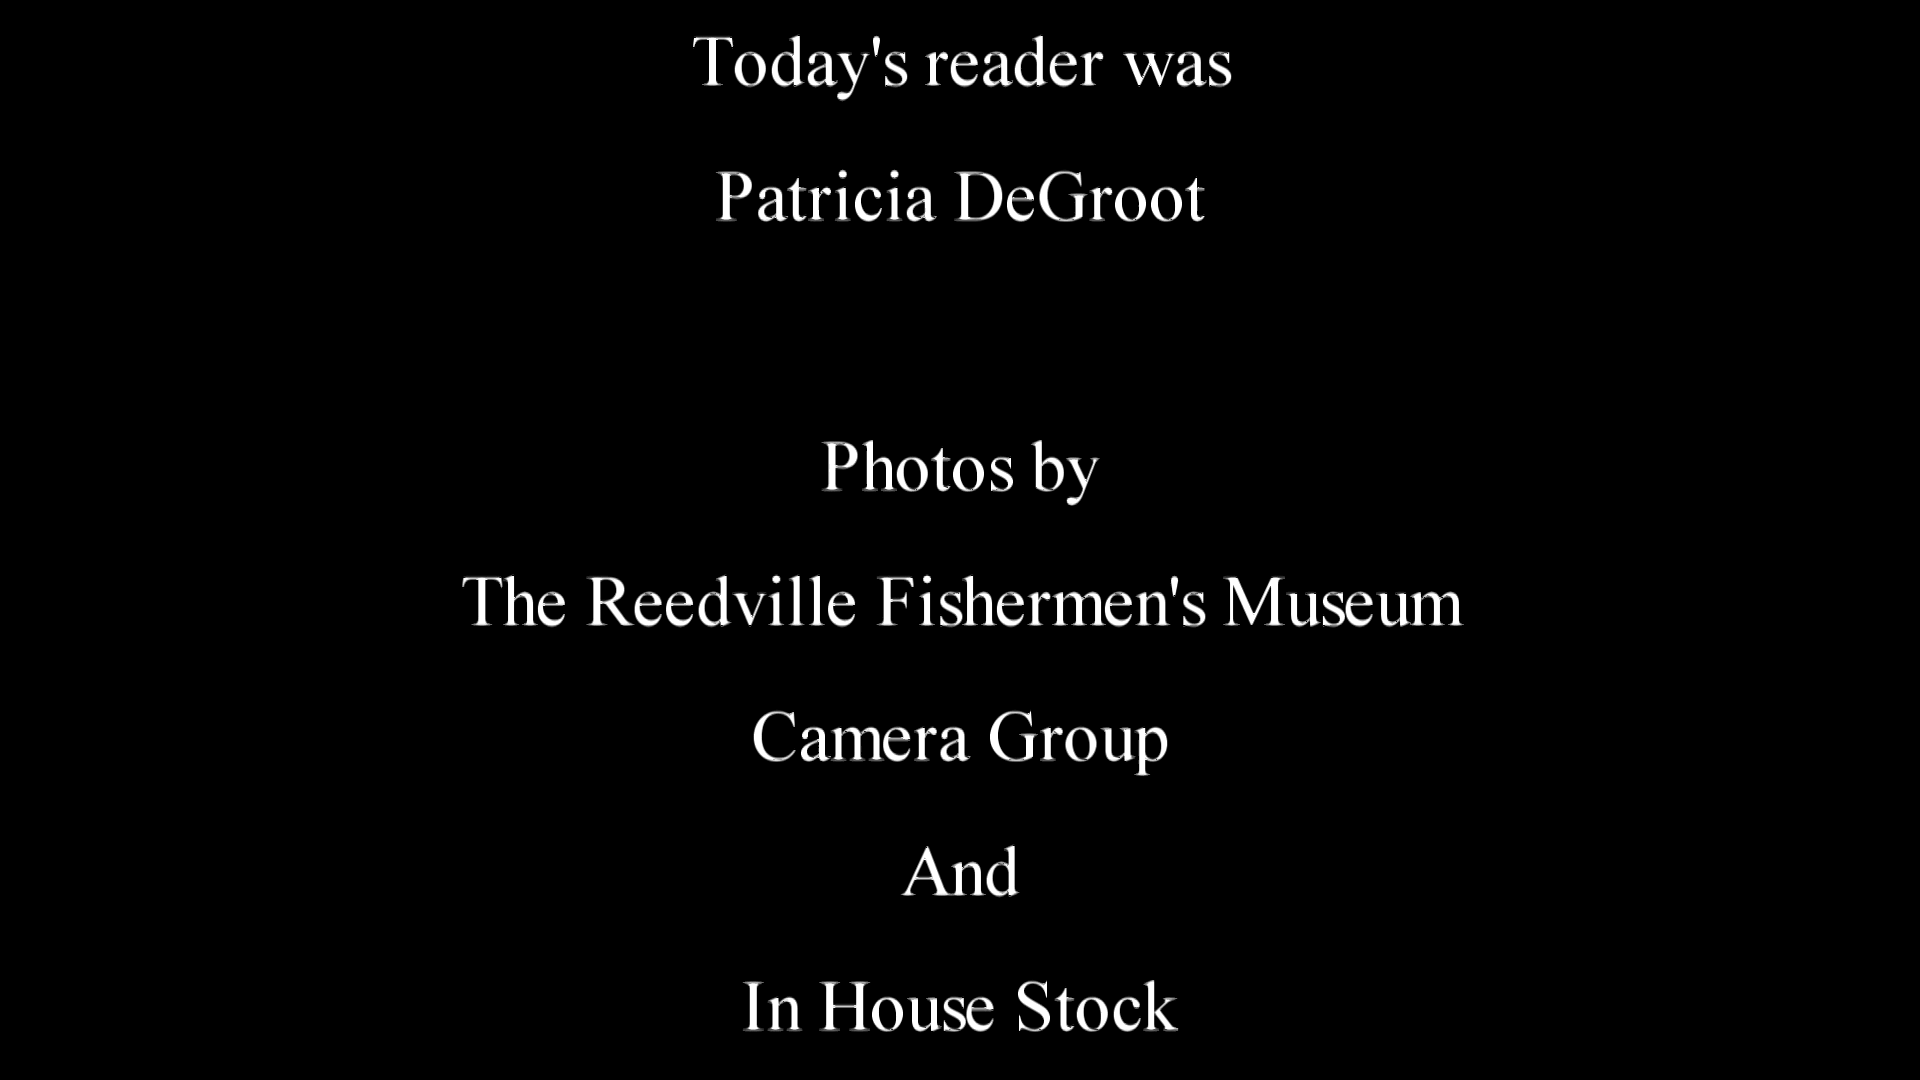 Today's reader was
Patricia DeGroot
Photos by
The Reedville Fishermen's Museum
Camera Group
And
In House Stock